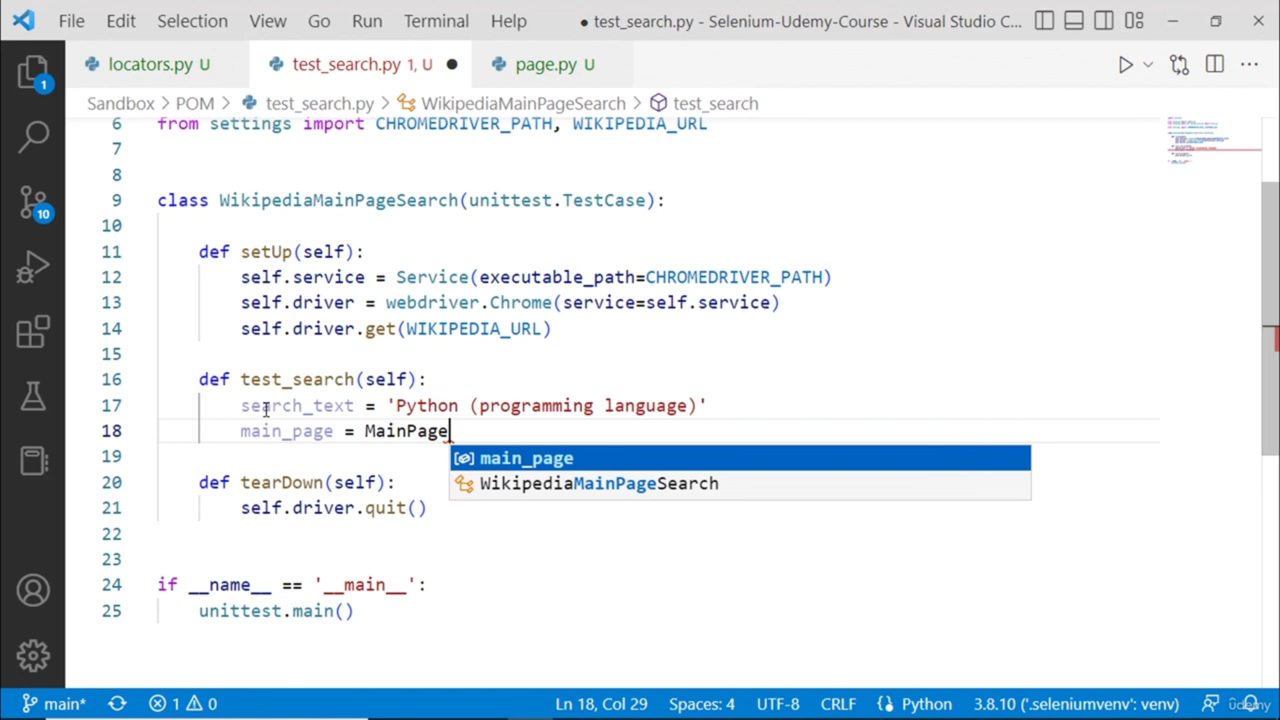 File Edit Selection View Go Run Terminal Help ● test_search.py - Selenium-Udemy-Course - Visual Studio C...
locators.py U test_search.py 1, U ● page.py U
Sandbox > POM > test_search.py > WikipediaMainPageSearch > test_search
6 from settings import CHROMEDRIVER_PATH, WIKIPEDIA_URL
7
8
9 class WikipediaMainPageSearch(unittest.TestCase):
10
11 def setUp(self):
12 self.service = Service(executable_path=CHROMEDRIVER_PATH)
13 self.driver = webdriver.Chrome(service=self.service)
14 self.driver.get(WIKIPEDIA_URL)
15
16 def test_search(self):
17 search_text = 'Python (programming language)'
18 main_page = MainPage
main_page
19
WikipediaMainPageSearch
20 def tearDown(self):
21 self.driver.quit()
22
23
24 if __name__ == '__main__':
25 unittest.main()
1
10
main* 1 0 Ln 18, Col 29 Spaces: 4 UTF-8 CRLF Python 3.8.10 ('.seleniumvenv': venv)
udemy